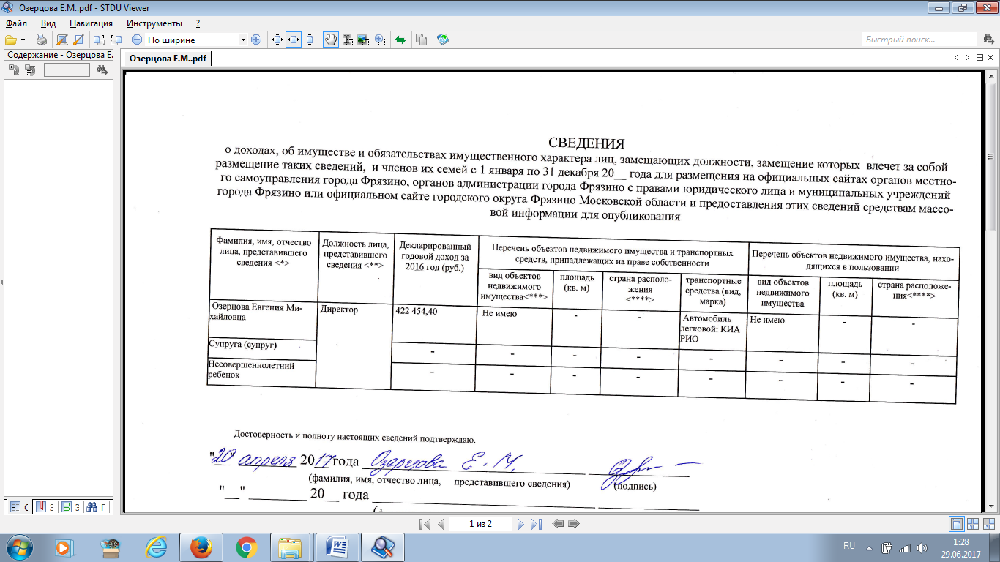 Озерцова Е.М..pdf - STDU Viewer
Файл Вид Навигация Инструменты ?
По ширине
Быстрый поиск...
Содержание - Озерцова Е.
Озерцова Е.М..pdf
СВЕДЕНИЯ
о доходах, об имуществе и обязательствах имущественного характера лиц, замещающих должности, замещение которых влечет за собой
размещение таких сведений, и членов их семей с 1 января по 31 декабря 20__ года для размещения на официальных сайтах органов местно-
го самоуправления города Фрязино, органов администрации города Фрязино с правами юридического лица и муниципальных учреждений
города Фрязино или официальном сайте городского округа Фрязино Московской области и предоставления этих сведений средствам массо-
вой информации для опубликования
Фамилия, имя, отчество
лица, представившего
сведения <*>
Должность лица,
представившего
сведения <**>
Декларированный
годовой доход за
2016 год (руб.)
Перечень объектов недвижимого имущества и транспортных
средств, принадлежащих на праве собственности
Перечень объектов недвижимого имущества, нахо-
дящихся в пользовании
вид объектов
недвижимого
имущества<***>
площадь
(кв. м)
страна располо-
жения
<****>
транспортные
средства (вид,
марка)
вид объектов
недвижимого
имущества
площадь
(кв. м)
страна расположе-
ния<****>
Озерцова Евгения Ми-
хайловна
Директор
422 454,40
Не имею
-
-
Автомобиль
легковой: КИА
РИО
Не имею
-
-
Супруга (супруг)
- - - - - - - -
Несовершеннолетний
ребенок
- - - - - - - -
Достоверность и полноту настоящих сведений подтверждаю.
"20" апреля 2017 года Озерцова Е. М.
(фамилия, имя, отчество лица, представившего сведения) (подпись)
"__" ________ 20__ года
1 из 2
RU
1:28
29.06.2017